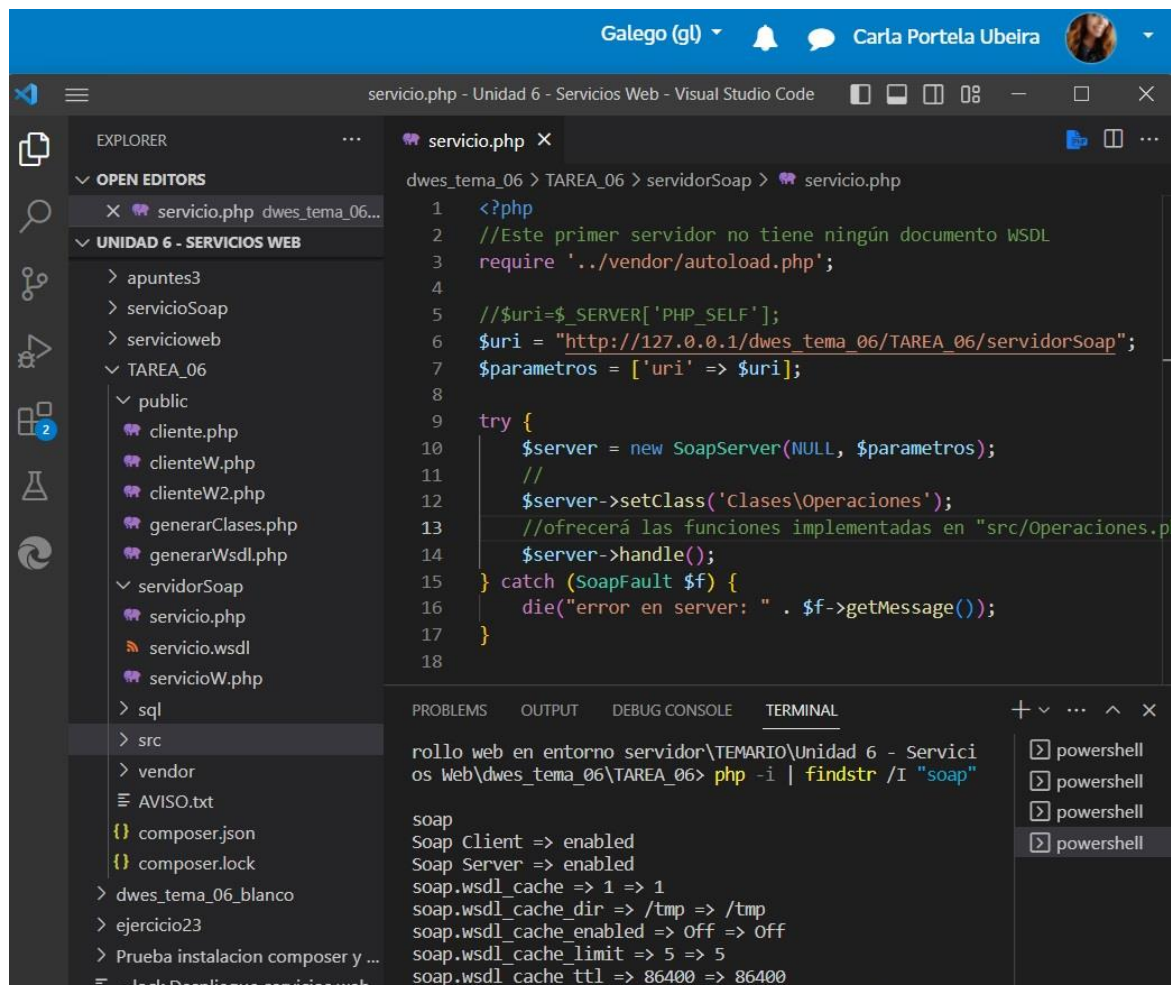 Galego (gl)
Carla Portela Ubeira
servicio.php - Unidad 6 - Servicios Web - Visual Studio Code
EXPLORER
OPEN EDITORS
servicio.php dwes_tema_06...
UNIDAD 6 - SERVICIOS WEB
apuntes3
servicioSoap
servicioweb
TAREA_06
public
cliente.php
clienteW.php
clienteW2.php
generarClases.php
generarWsdl.php
servidorSoap
servicio.php
servicio.wsdl
servicioW.php
sql
src
vendor
AVISO.txt
{} composer.json
{} composer.lock
dwes_tema_06_blanco
ejercicio23
Prueba instalacion composer y ...
2
servicio.php
dwes_tema_06 > TAREA_06 > servidorSoap > servicio.php
1 <?php
2 //Este primer servidor no tiene ningún documento WSDL
3 require '../vendor/autoload.php';
4
5 //$uri=$_SERVER['PHP_SELF'];
6 $uri = "http://127.0.0.1/dwes_tema_06/TAREA_06/servidorSoap";
7 $parametros = ['uri' => $uri];
8
9 try {
10 $server = new SoapServer(NULL, $parametros);
11 //
12 $server->setClass('Clases\Operaciones');
13 //ofrecerá las funciones implementadas en "src/Operaciones.p
14 $server->handle();
15 } catch (SoapFault $f) {
16 die("error en server: " . $f->getMessage());
17 }
18
PROBLEMS OUTPUT DEBUG CONSOLE TERMINAL
rollo web en entorno servidor\TEMARIO\Unidad 6 - Servici
os Web\dwes_tema_06\TAREA_06> php -i | findstr /I "soap"
soap
Soap Client => enabled
Soap Server => enabled
soap.wsdl_cache => 1 => 1
soap.wsdl_cache_dir => /tmp => /tmp
soap.wsdl_cache_enabled => Off => Off
soap.wsdl_cache_limit => 5 => 5
soap.wsdl_cache_ttl => 86400 => 86400
powershell
powershell
powershell
powershell